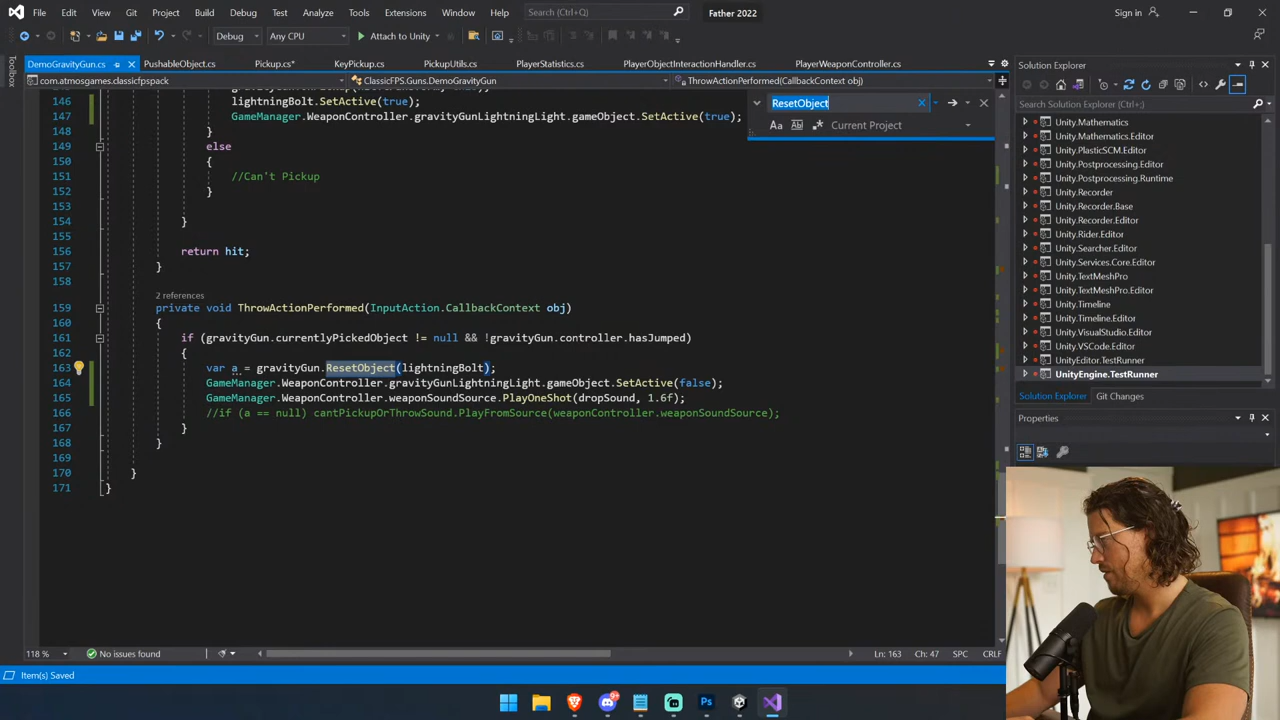 File Edit View Git Project Build Debug Test Analyze Tools Extensions Window Help Search (Ctrl+Q) Father 2022 Sign in
Debug Any CPU Attach to Unity
DemoGravityGun.cs PushableObject.cs Pickup.cs* KeyPickup.cs PickupUtils.cs PlayerStatistics.cs PlayerObjectInteractionHandler.cs PlayerWeaponController.cs
com.atmosgames.classicfpspack ClassicFPS.Guns.DemoGravityGun ThrowActionPerformed(CallbackContext obj)
Toolbox
ResetObject
Aa Ab Current Project
146 lightningBolt.SetActive(true);
147 GameManager.WeaponController.gravityGunLightningLight.gameObject.SetActive(true);
148 }
149 else
150 {
151 //Can't Pickup
152 }
153
154 }
155
156 return hit;
157 }
158
2 references
159 private void ThrowActionPerformed(InputAction.CallbackContext obj)
160 {
161 if (gravityGun.currentlyPickedObject != null && !gravityGun.controller.hasJumped)
162 {
163 var a = gravityGun.ResetObject(lightningBolt);
164 GameManager.WeaponController.gravityGunLightningLight.gameObject.SetActive(false);
165 GameManager.WeaponController.weaponSoundSource.PlayOneShot(dropSound, 1.6f);
166 //if (a == null) cantPickupOrThrowSound.PlayFromSource(weaponController.weaponSoundSource);
167 }
168 }
169
170 }
171 }
118 % No issues found Ln: 163 Ch: 47 SPC CRLF
Item(s) Saved
Solution Explorer
Search Solution Explorer (Ctrl+;)
Unity.Mathematics
Unity.Mathematics.Editor
Unity.PlasticSCM.Editor
Unity.Postprocessing.Editor
Unity.Postprocessing.Runtime
Unity.Recorder
Unity.Recorder.Base
Unity.Recorder.Editor
Unity.Rider.Editor
Unity.Searcher.Editor
Unity.Services.Core.Editor
Unity.TextMeshPro
Unity.TextMeshPro.Editor
Unity.Timeline
Unity.Timeline.Editor
Unity.VisualStudio.Editor
Unity.VSCode.Editor
UnityEditor.TestRunner
UnityEngine.TestRunner
Solution Explorer Git Changes
Properties